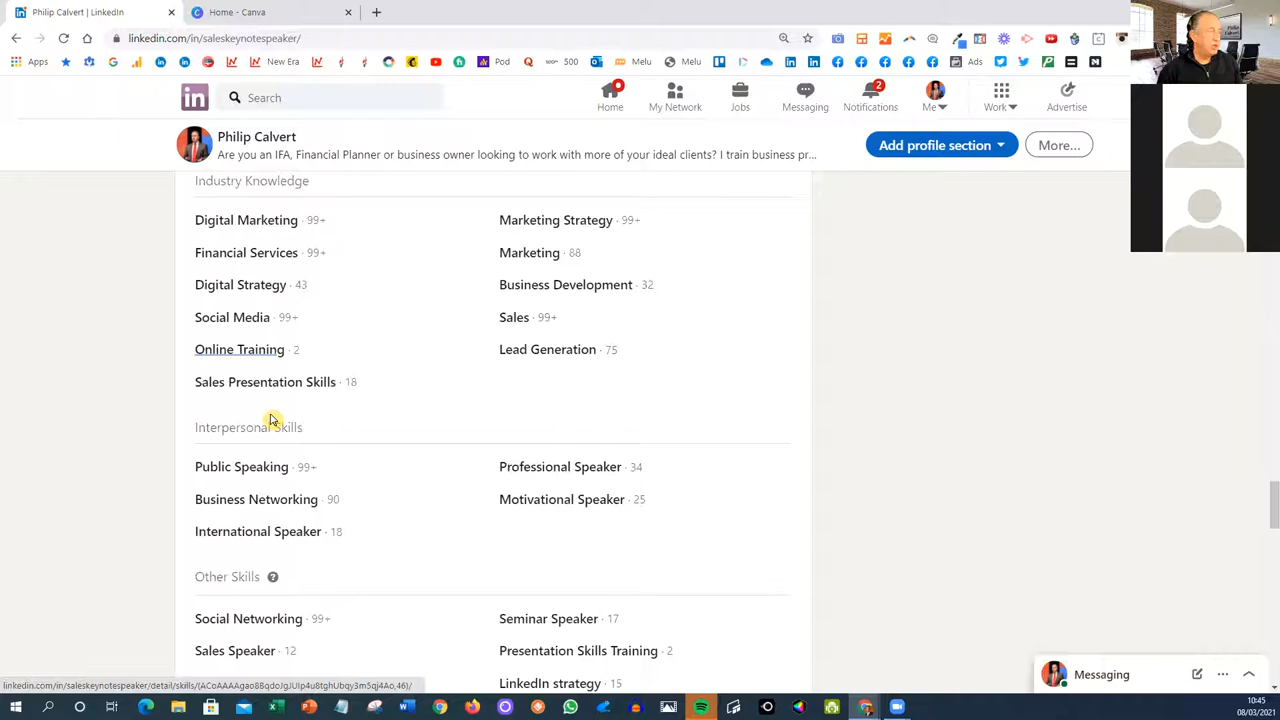 Philip Calvert | LinkedIn
Home - Canva
linkedin.com/in/saleskeynotespeaker/
Apps
New Era
Pod
500
Melu
Melu
Ads
Search
Home
My Network
Jobs
Messaging
2
Notifications
Me
Work
Advertise
Philip Calvert
Are you an IFA, Financial Planner or business owner looking to work with more of your ideal clients? I train business pr...
Add profile section
More...
Industry Knowledge
Digital Marketing · 99+
Marketing Strategy · 99+
Financial Services · 99+
Marketing · 88
Digital Strategy · 43
Business Development · 32
Social Media · 99+
Sales · 99+
Online Training · 2
Lead Generation · 75
Sales Presentation Skills · 18
Interpersonal Skills
Public Speaking · 99+
Professional Speaker · 34
Business Networking · 90
Motivational Speaker · 25
International Speaker · 18
Other Skills
Social Networking · 99+
Seminar Speaker · 17
Sales Speaker · 12
Presentation Skills Training · 2
LinkedIn strategy · 15
Messaging
10:45
08/03/2021